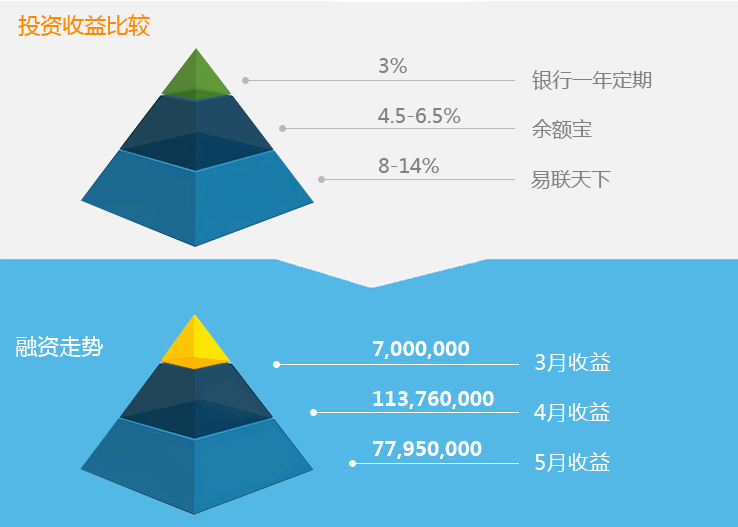 投资收益比较
3%
银行一年定期
4.5-6.5%
余额宝
8-14%
易联天下
融资走势
7,000,000
3月收益
113,760,000
4月收益
77,950,000
5月收益